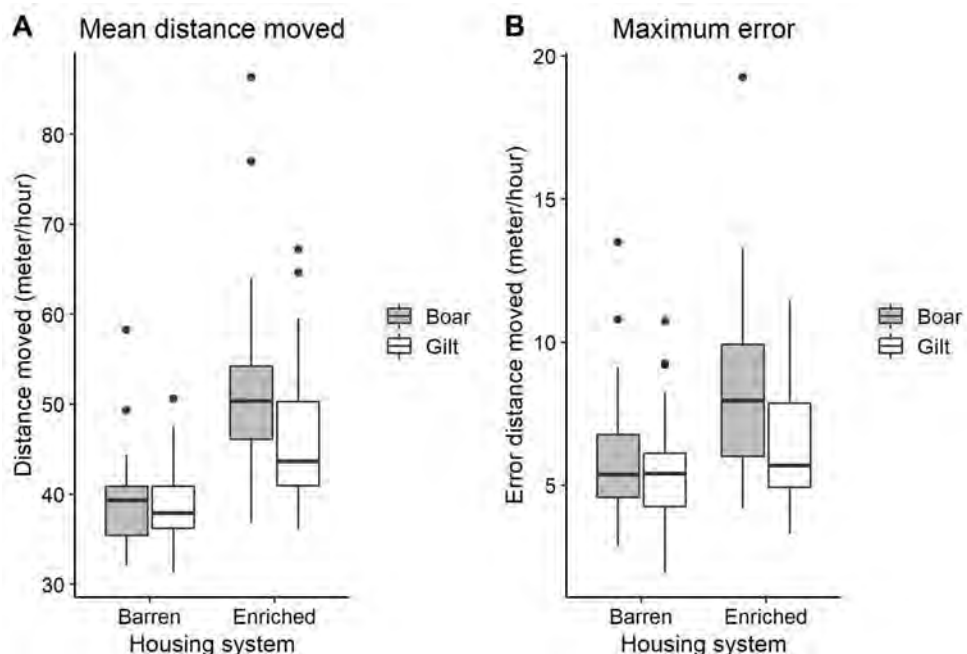 A Mean distance moved
Distance moved (meter/hour)
80
70
60
50
40
30
Barren Enriched
Housing system
Boar
Gilt
B Maximum error
Error distance moved (meter/hour)
20
15
10
5
Barren Enriched
Housing system
Boar
Gilt